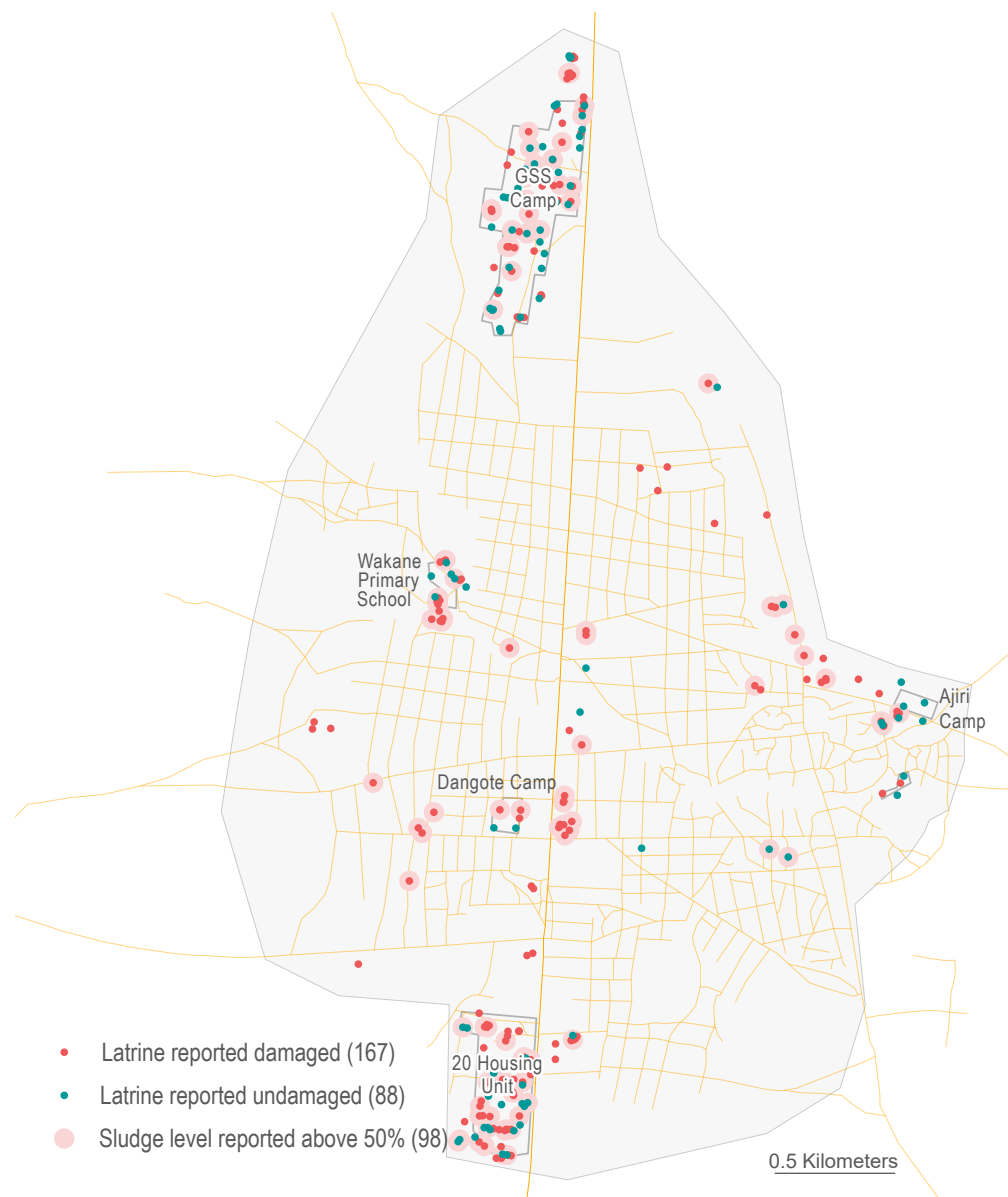 GSS
Camp
Wakane
Primary
School
Ajiri
Camp
Dangote Camp
20 Housing
Unit
Latrine reported damaged (167)
Latrine reported undamaged (88)
Sludge level reported above 50% (98)
0.5 Kilometers